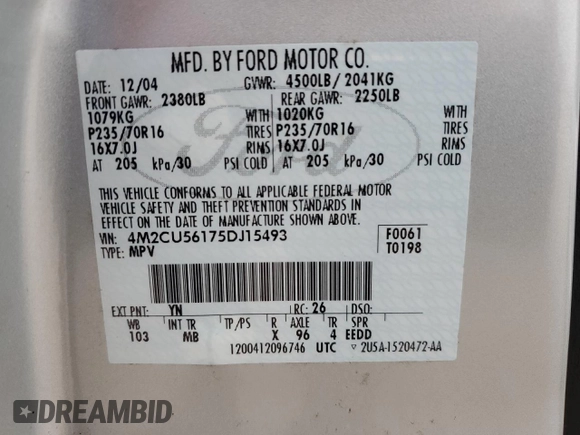 MFD. BY FORD MOTOR CO.
DATE: 12/04 GVWR: 4500LB/2041KG
FRONT GAWR: 2380LB REAR GAWR: 2250LB
1079KG WITH 1020KG WITH
P235/70R16 TIRES P235/70R16 TIRES
16X7.0J RIMS 16X7.0J RIMS
AT 205 kPa/30 PSI COLD AT 205 kPa/30 PSI COLD
Ford
THIS VEHICLE CONFORMS TO ALL APPLICABLE FEDERAL MOTOR
VEHICLE SAFETY AND THEFT PREVENTION STANDARDS IN
EFFECT ON THE DATE OF MANUFACTURE SHOWN ABOVE.
VIN: 4M2CU56175DJ15493 F0061
TYPE: MPV T0198
EXT PNT: YN RC: 26 DSO:
WB INT TR TP/PS R AXLE TR SPR
103 MB X 96 4 EEDD
1200412096746 UTC ▽ 2U5A-1520472-AA
DREAMBID